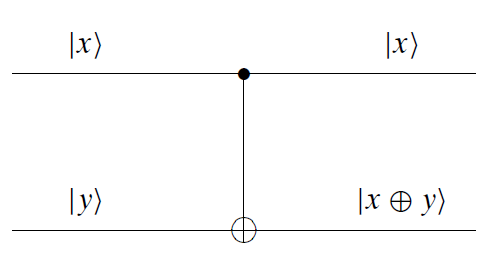 |x⟩ |x⟩
|y⟩ |x ⊕ y⟩